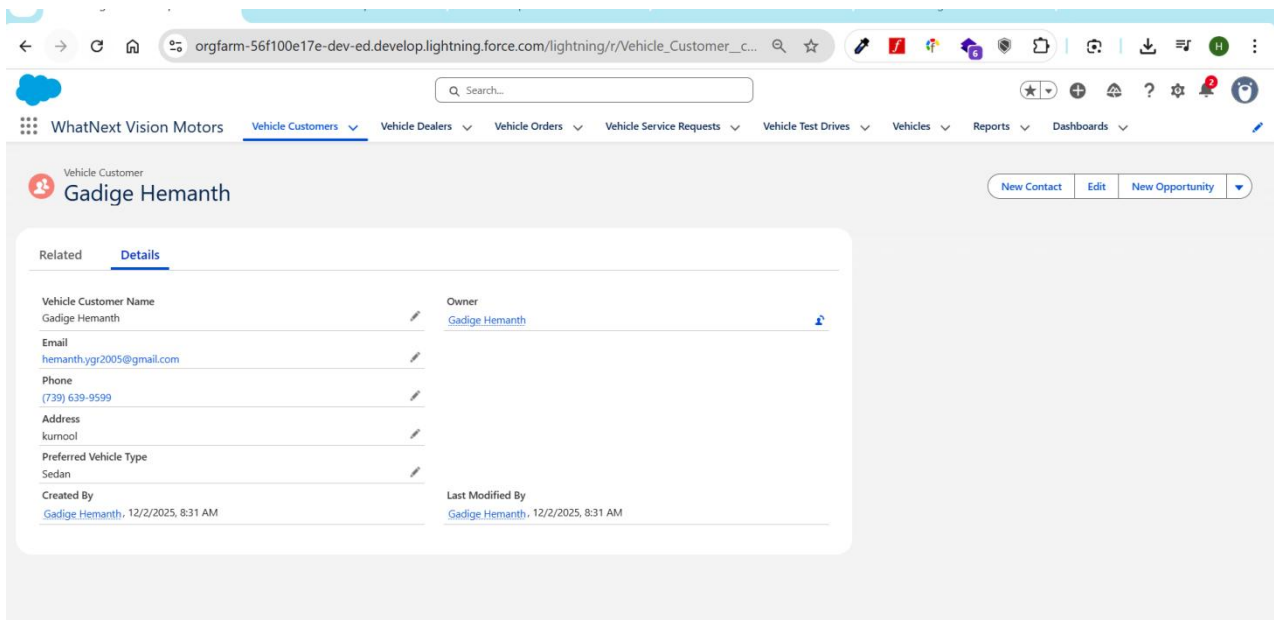 orgfarm-56f100e17e-dev-ed.develop.lightning.force.com/lightning/r/Vehicle_Customer__c...
6
H
Search...
2
WhatNext Vision Motors
Vehicle Customers
Vehicle Dealers
Vehicle Orders
Vehicle Service Requests
Vehicle Test Drives
Vehicles
Reports
Dashboards
Vehicle Customer
Gadige Hemanth
New Contact
Edit
New Opportunity
Related
Details
Vehicle Customer Name
Gadige Hemanth
Owner
Gadige Hemanth
Email
hemanth.ygr2005@gmail.com
Phone
(739) 639-9599
Address
kurnool
Preferred Vehicle Type
Sedan
Created By
Gadige Hemanth, 12/2/2025, 8:31 AM
Last Modified By
Gadige Hemanth, 12/2/2025, 8:31 AM